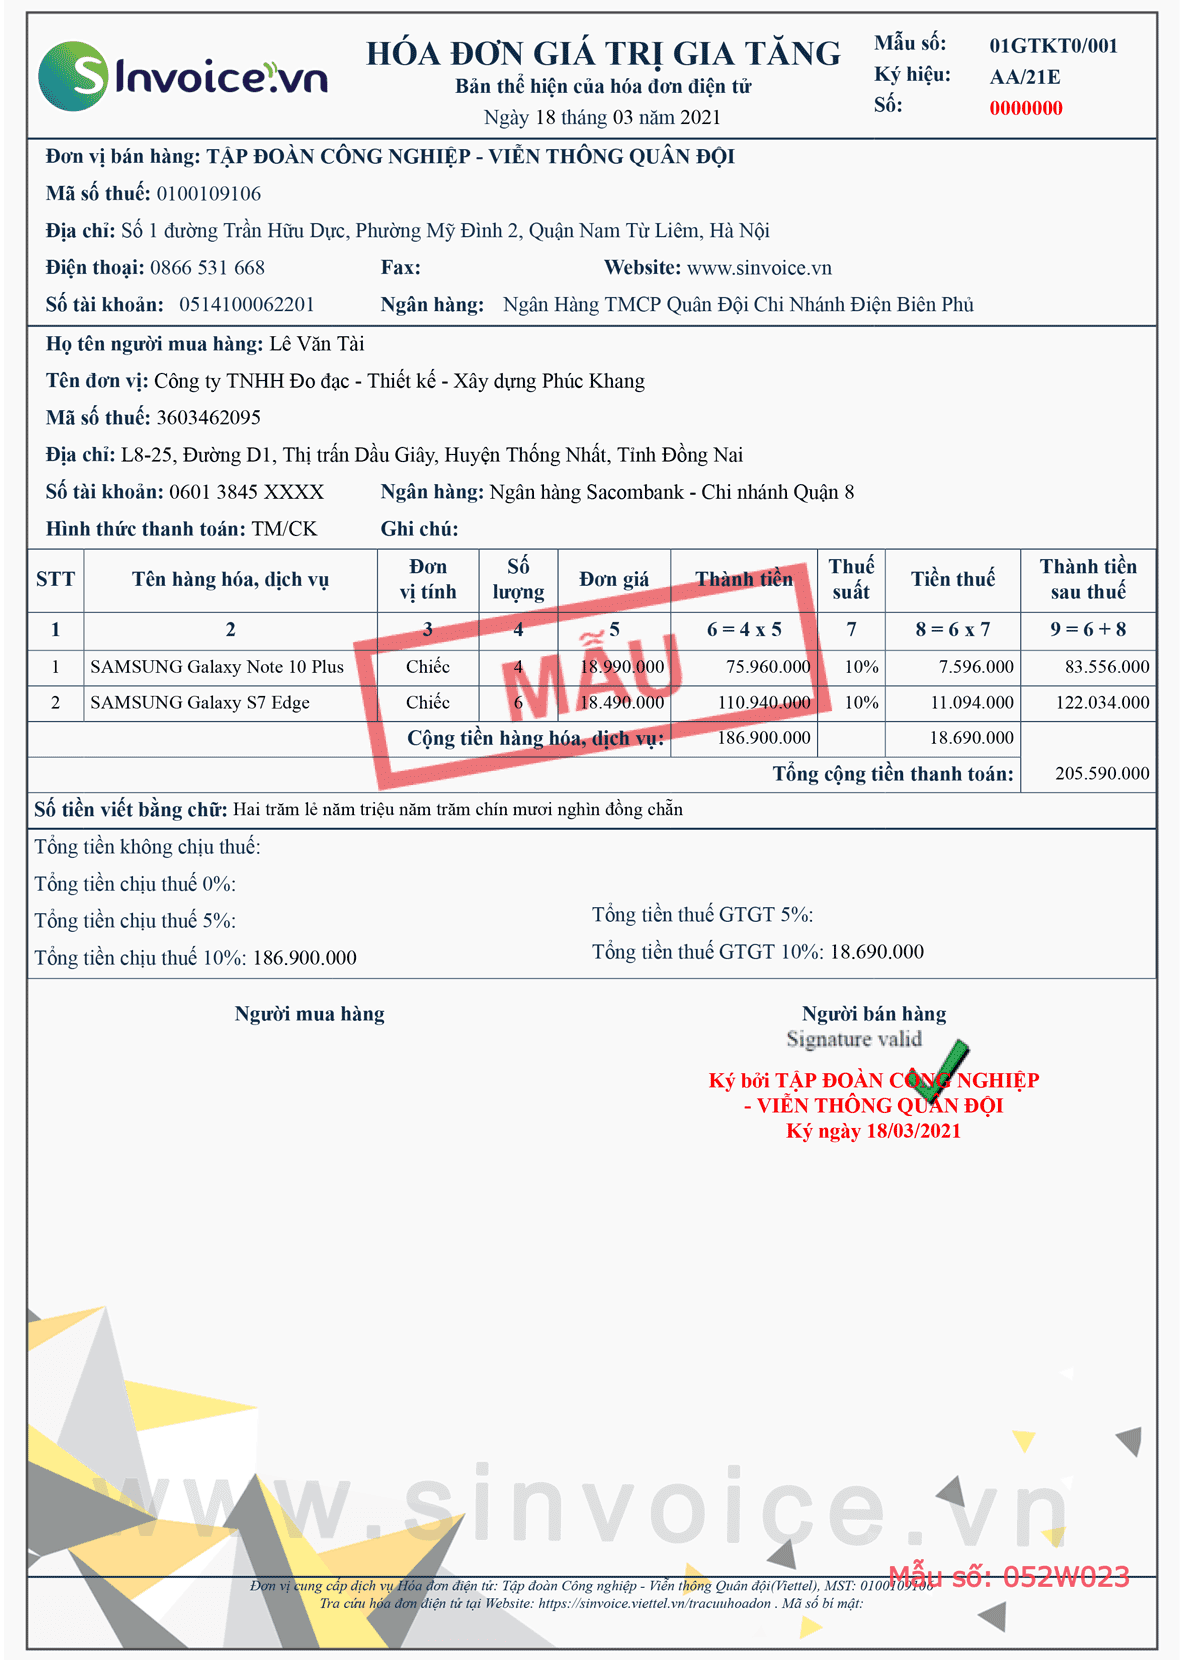 S Invoice.vn
HÓA ĐƠN GIÁ TRỊ GIA TĂNG
Bản thể hiện của hóa đơn điện tử
Ngày 18 tháng 03 năm 2021
Mẫu số: 01GTKT0/001
Ký hiệu: AA/21E
Số: 0000000
Đơn vị bán hàng: TẬP ĐOÀN CÔNG NGHIỆP - VIỄN THÔNG QUÂN ĐỘI
Mã số thuế: 0100109106
Địa chỉ: Số 1 đường Trần Hữu Dực, Phường Mỹ Đình 2, Quận Nam Từ Liêm, Hà Nội
Điện thoại: 0866 531 668 Fax: Website: www.sinvoice.vn
Số tài khoản: 0514100062201 Ngân hàng: Ngân Hàng TMCP Quân Đội Chi Nhánh Điện Biên Phủ
Họ tên người mua hàng: Lê Văn Tài
Tên đơn vị: Công ty TNHH Đo đạc - Thiết kế - Xây dựng Phúc Khang
Mã số thuế: 3603462095
Địa chỉ: L8-25, Đường D1, Thị trấn Dầu Giây, Huyện Thống Nhất, Tỉnh Đồng Nai
Số tài khoản: 0601 3845 XXXX Ngân hàng: Ngân hàng Sacombank - Chi nhánh Quận 8
Hình thức thanh toán: TM/CK Ghi chú:
STT Tên hàng hóa, dịch vụ Đơn vị tính Số lượng Đơn giá Thành tiền Thuế suất Tiền thuế Thành tiền sau thuế
1 2 3 4 5 6 = 4 x 5 7 8 = 6 x 7 9 = 6 + 8
1 SAMSUNG Galaxy Note 10 Plus Chiếc 4 18.990.000 75.960.000 10% 7.596.000 83.556.000
2 SAMSUNG Galaxy S7 Edge Chiếc 6 18.490.000 110.940.000 10% 11.094.000 122.034.000
MẪU
Cộng tiền hàng hóa, dịch vụ: 186.900.000 18.690.000
Tổng cộng tiền thanh toán: 205.590.000
Số tiền viết bằng chữ: Hai trăm lẻ năm triệu năm trăm chín mươi nghìn đồng chẵn
Tổng tiền không chịu thuế:
Tổng tiền chịu thuế 0%:
Tổng tiền chịu thuế 5%: Tổng tiền thuế GTGT 5%:
Tổng tiền chịu thuế 10%: 186.900.000 Tổng tiền thuế GTGT 10%: 18.690.000
Người mua hàng Người bán hàng
Signature valid
Ký bởi TẬP ĐOÀN CÔNG NGHIỆP
- VIỄN THÔNG QUÂN ĐỘI
Ký ngày 18/03/2021
www.sinvoice.vn
Mẫu số: 052W023
Đơn vị cung cấp dịch vụ Hóa đơn điện tử: Tập đoàn Công nghiệp - Viễn thông Quân đội(Viettel), MST: 0100109106
Tra cứu hóa đơn điện tử tại Website: https://sinvoice.viettel.vn/tracuuhoadon . Mã số bí mật: